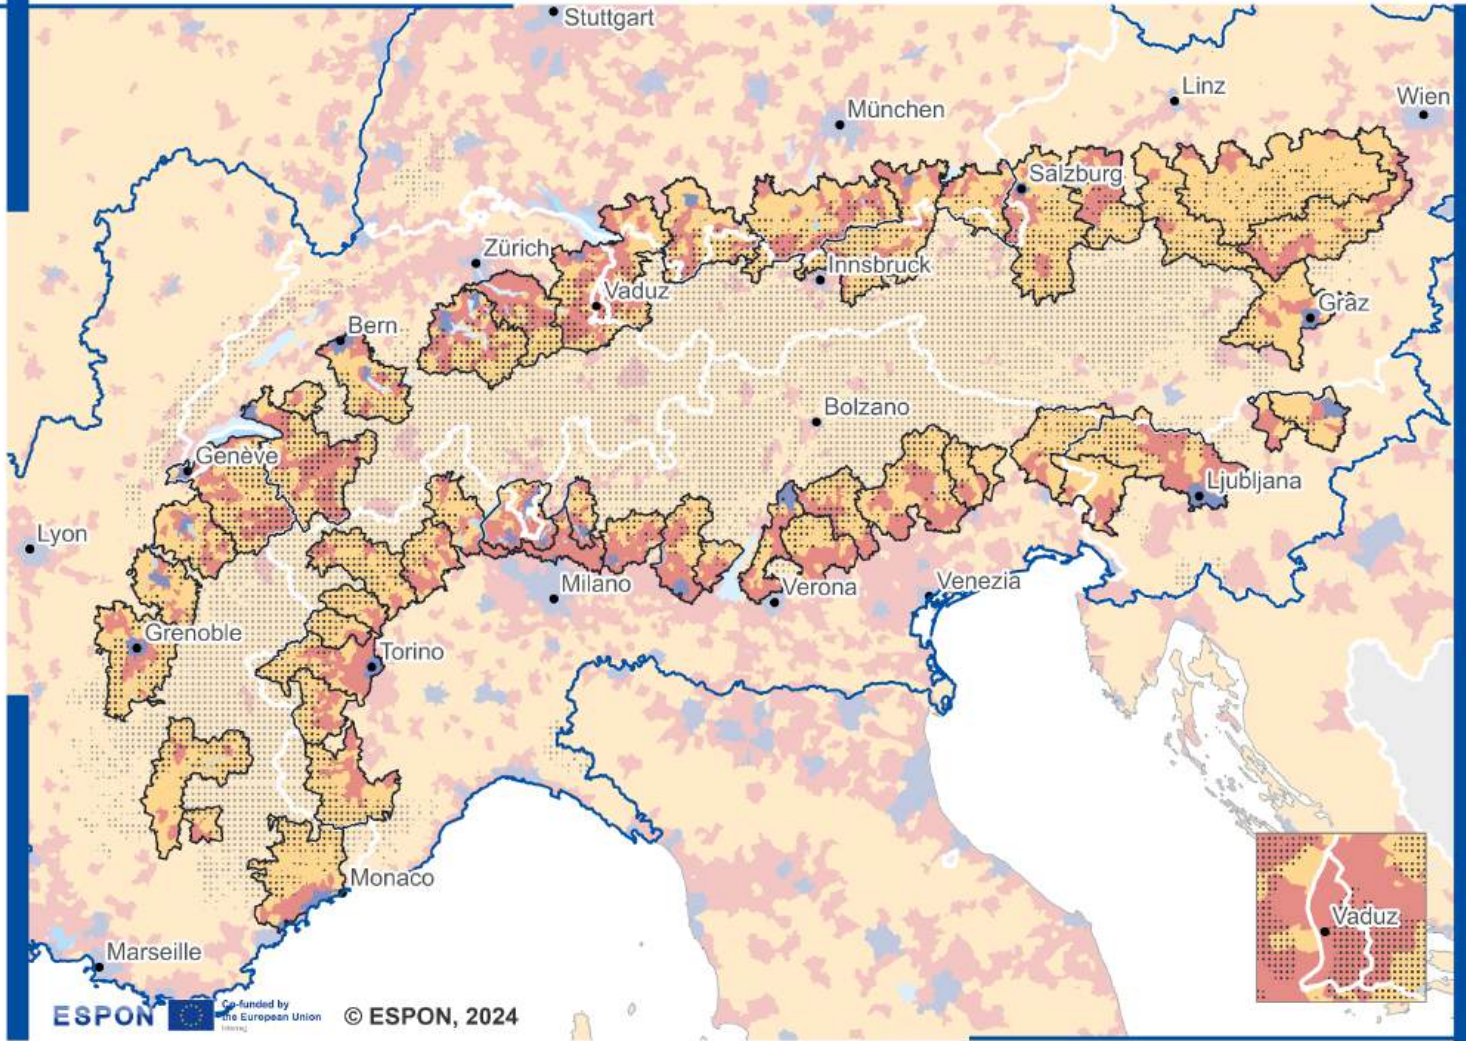 Stuttgart
Linz
Wien
München
Salzburg
Zürich
Innsbruck
Vaduz
Graz
Bern
Bolzano
Genève
Ljubljana
Lyon
Milano
Verona
Venezia
Grenoble
Torino
Monaco
Vaduz
Marseille
ESPON
Co-funded by
the European Union
Interreg
© ESPON, 2024